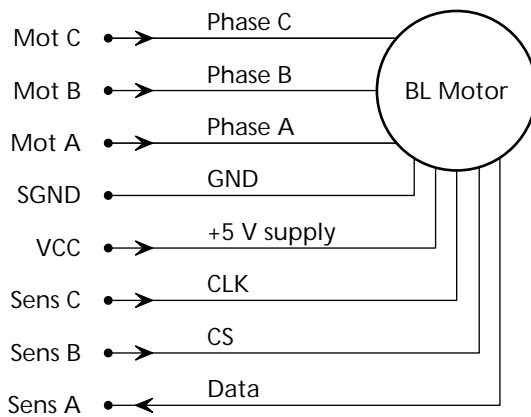 Mot C Phase C
Mot B Phase B BL Motor
Mot A Phase A
SGND GND
VCC +5 V supply
Sens C CLK
Sens B CS
Sens A Data